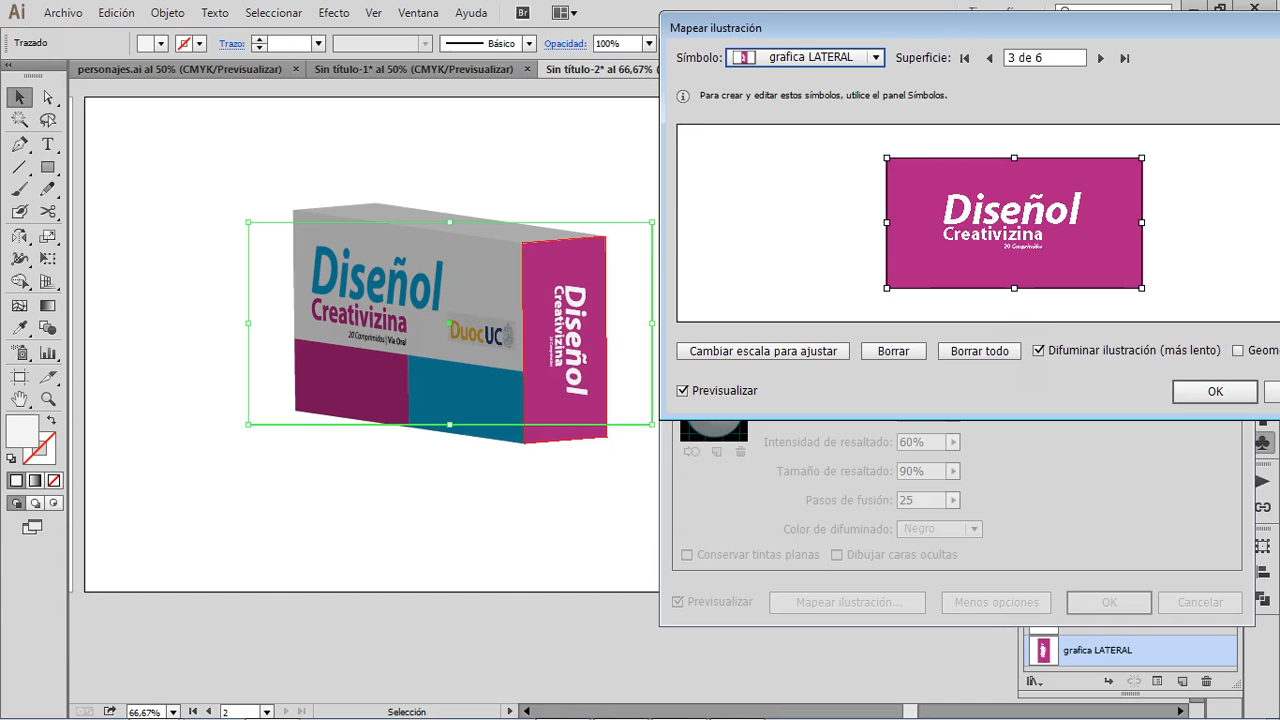 Ai Archivo Edición Objeto Texto Seleccionar Efecto Ver Ventana Ayuda Br
Trazado Trazo: Básico Opacidad: 100%
personajes.ai al 50% (CMYK/Previsualizar) × Sin título-1* al 50% (CMYK/Previsualizar) × Sin título-2* al 66,67%
Mapear ilustración
Símbolo: grafica LATERAL Superficie: 3 de 6
Para crear y editar estos símbolos, utilice el panel Símbolos.
Diseñol
Creativizina
20 Comprimidos
Cambiar escala para ajustar Borrar Borrar todo Difuminar ilustración (más lento) Geom
Previsualizar OK
Diseñol
Creativizina
20 Comprimidos | Vía Oral
DuocUC
Diseñol
Creativizina
20 Comprimidos
Intensidad de resaltado: 60%
Tamaño de resaltado: 90%
Pasos de fusión: 25
Color de difuminado: Negro
Conservar tintas planas Dibujar caras ocultas
Previsualizar Mapear ilustración... Menos opciones OK Cancelar
grafica LATERAL
66,67% 2 Selección